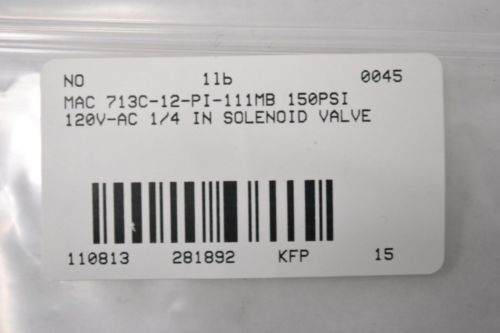 NO 1lb 0045
MAC 713C-12-PI-111MB 150PSI
120V-AC 1/4 IN SOLENOID VALVE
110813 281892 KFP 15